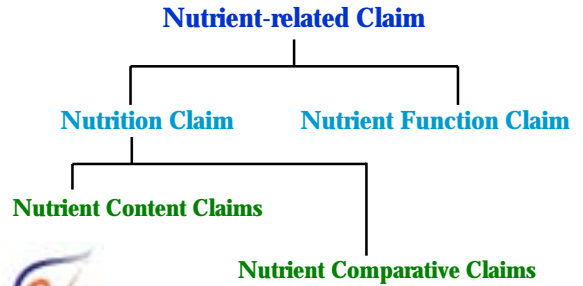 Nutrient-related Claim
Nutrition Claim
Nutrient Function Claim
Nutrient Content Claims
Nutrient Comparative Claims